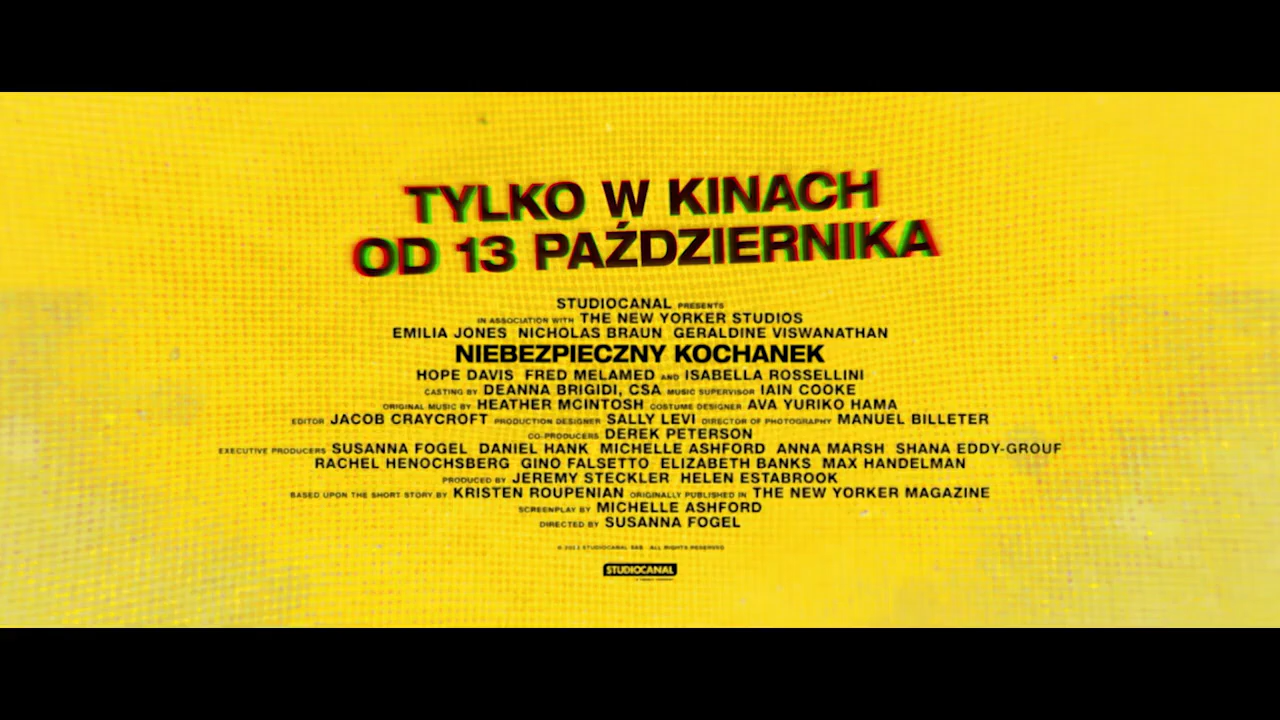 TYLKO W KINACH
OD 13 PAŹDZIERNIKA
STUDIOCANAL PRESENTS
IN ASSOCIATION WITH THE NEW YORKER STUDIOS
EMILIA JONES NICHOLAS BRAUN GERALDINE VISWANATHAN
NIEBEZPIECZNY KOCHANEK
HOPE DAVIS FRED MELAMED AND ISABELLA ROSSELLINI
CASTING BY DEANNA BRIGIDI, CSA MUSIC SUPERVISOR IAIN COOKE
ORIGINAL MUSIC BY HEATHER MCINTOSH COSTUME DESIGNER AVA YURIKO HAMA
EDITOR JACOB CRAYCROFT PRODUCTION DESIGNER SALLY LEVI DIRECTOR OF PHOTOGRAPHY MANUEL BILLETER
CO-PRODUCERS DEREK PETERSON
EXECUTIVE PRODUCERS SUSANNA FOGEL DANIEL HANK MICHELLE ASHFORD ANNA MARSH SHANA EDDY-GROUF
RACHEL HENOCHSBERG GINO FALSETTO ELIZABETH BANKS MAX HANDELMAN
PRODUCED BY JEREMY STECKLER HELEN ESTABROOK
BASED UPON THE SHORT STORY BY KRISTEN ROUPENIAN ORIGINALLY PUBLISHED IN THE NEW YORKER MAGAZINE
SCREENPLAY BY MICHELLE ASHFORD
DIRECTED BY SUSANNA FOGEL
STUDIOCANAL SAS ALL RIGHTS RESERVED
STUDIOCANAL